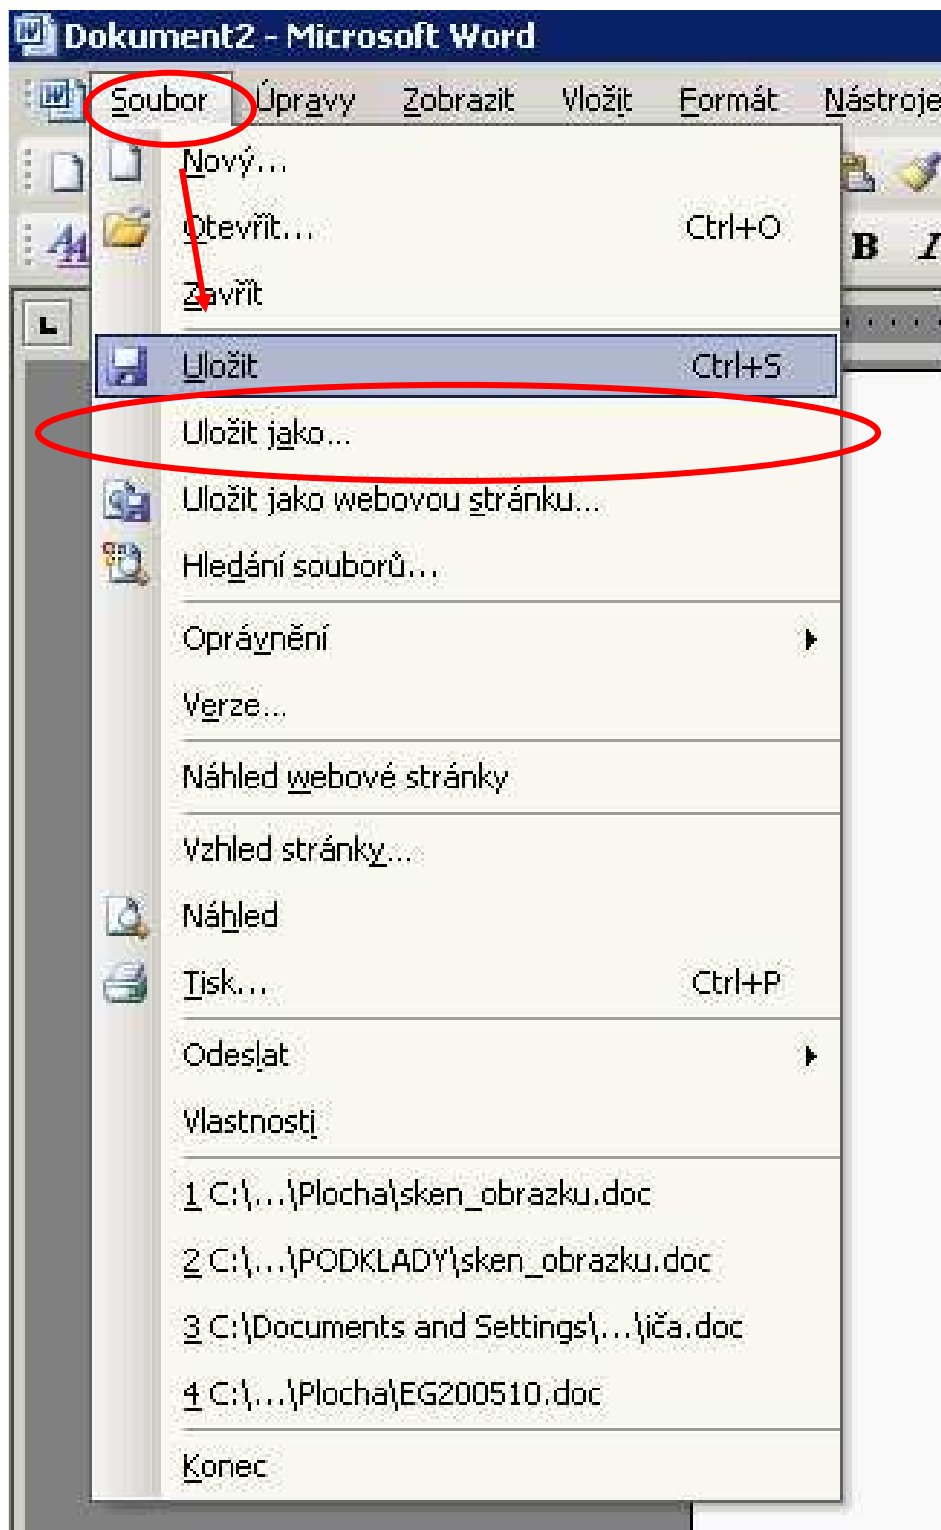 Dokument2 - Microsoft Word
Soubor Úpravy Zobrazit Vložit Formát Nástroje
Nový...
Otevřít... Ctrl+O
B I
Zavřít
Uložit Ctrl+S
Uložit jako...
Uložit jako webovou stránku...
Hledání souborů...
Oprávnění
Verze...
Náhled webové stránky
Vzhled stránky...
Náhled
Tisk... Ctrl+P
Odeslat
Vlastnosti
1 C:\...\Plocha\sken_obrazku.doc
2 C:\...\PODKLADY\sken_obrazku.doc
3 C:\Documents and Settings\...\iča.doc
4 C:\...\Plocha\EG200510.doc
Konec